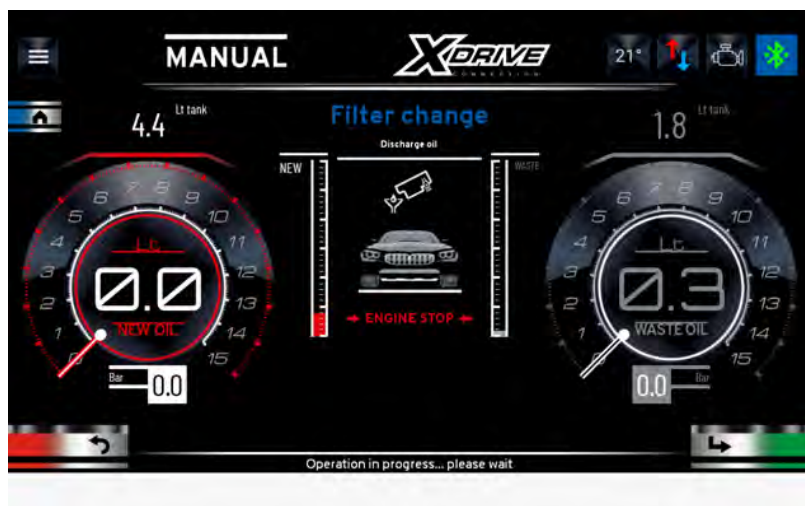 MANUAL
XDRIVE
CONNECTION
21°
4.4 Lt tank
Filter change
1.8 Lt tank
Discharge oil
NEW
WASTE
0 1 2 3 4 5 6 7 8 9 10 11 12 13 14 15
Lt
0.0
NEW OIL
Bar 0.0
ENGINE STOP
0 1 2 3 4 5 6 7 8 9 10 11 12 13 14 15
Lt
0.3
WASTE OIL
0.0 Bar
Operation in progress... please wait